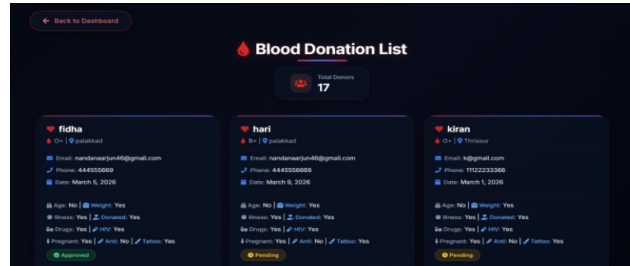 ← Back to Dashboard
Blood Donation List
Total Donors
17
fidha
O+ | palakkad
Email: nandanaarjun46@gmail.com
Phone: 444555669
Date: March 5, 2026
Age: No | Weight: Yes
Illness: Yes | Donated: Yes
Drugs: Yes | HIV: Yes
Pregnant: Yes | Anti: No | Tattoo: Yes
Approved
hari
B+ | palakkad
Email: nandanaarjun46@gmail.com
Phone: 4445556669
Date: March 9, 2026
Age: No | Weight: Yes
Illness: Yes | Donated: Yes
Drugs: Yes | HIV: Yes
Pregnant: Yes | Anti: No | Tattoo: Yes
Pending
kiran
O+ | Thrissur
Email: k@gmail.com
Phone: 11122233366
Date: March 1, 2026
Age: No | Weight: Yes
Illness: Yes | Donated: Yes
Drugs: Yes | HIV: Yes
Pregnant: Yes | Anti: No | Tattoo: Yes
Pending